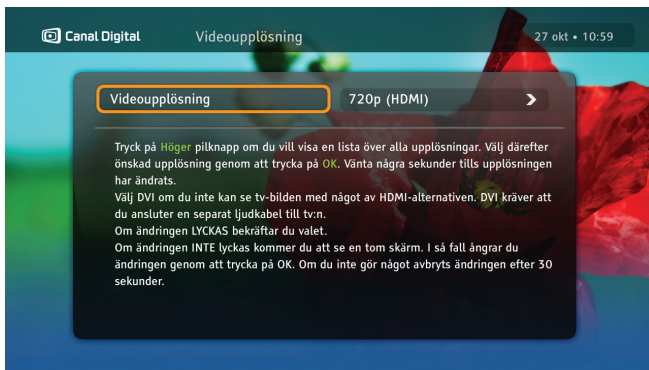 Canal Digital Videoupplösning 27 okt • 10:59
Videoupplösning 720p (HDMI)
Tryck på Höger pilknapp om du vill visa en lista över alla upplösningar. Välj därefter
önskad upplösning genom att trycka på OK. Vänta några sekunder tills upplösningen
har ändrats.
Välj DVI om du inte kan se tv-bilden med något av HDMI-alternativen. DVI kräver att
du ansluter en separat ljudkabel till tv:n.
Om ändringen LYCKAS bekräftar du valet.
Om ändringen INTE lyckas kommer du att se en tom skärm. I så fall ångrar du
ändringen genom att trycka på OK. Om du inte gör något avbryts ändringen efter 30
sekunder.